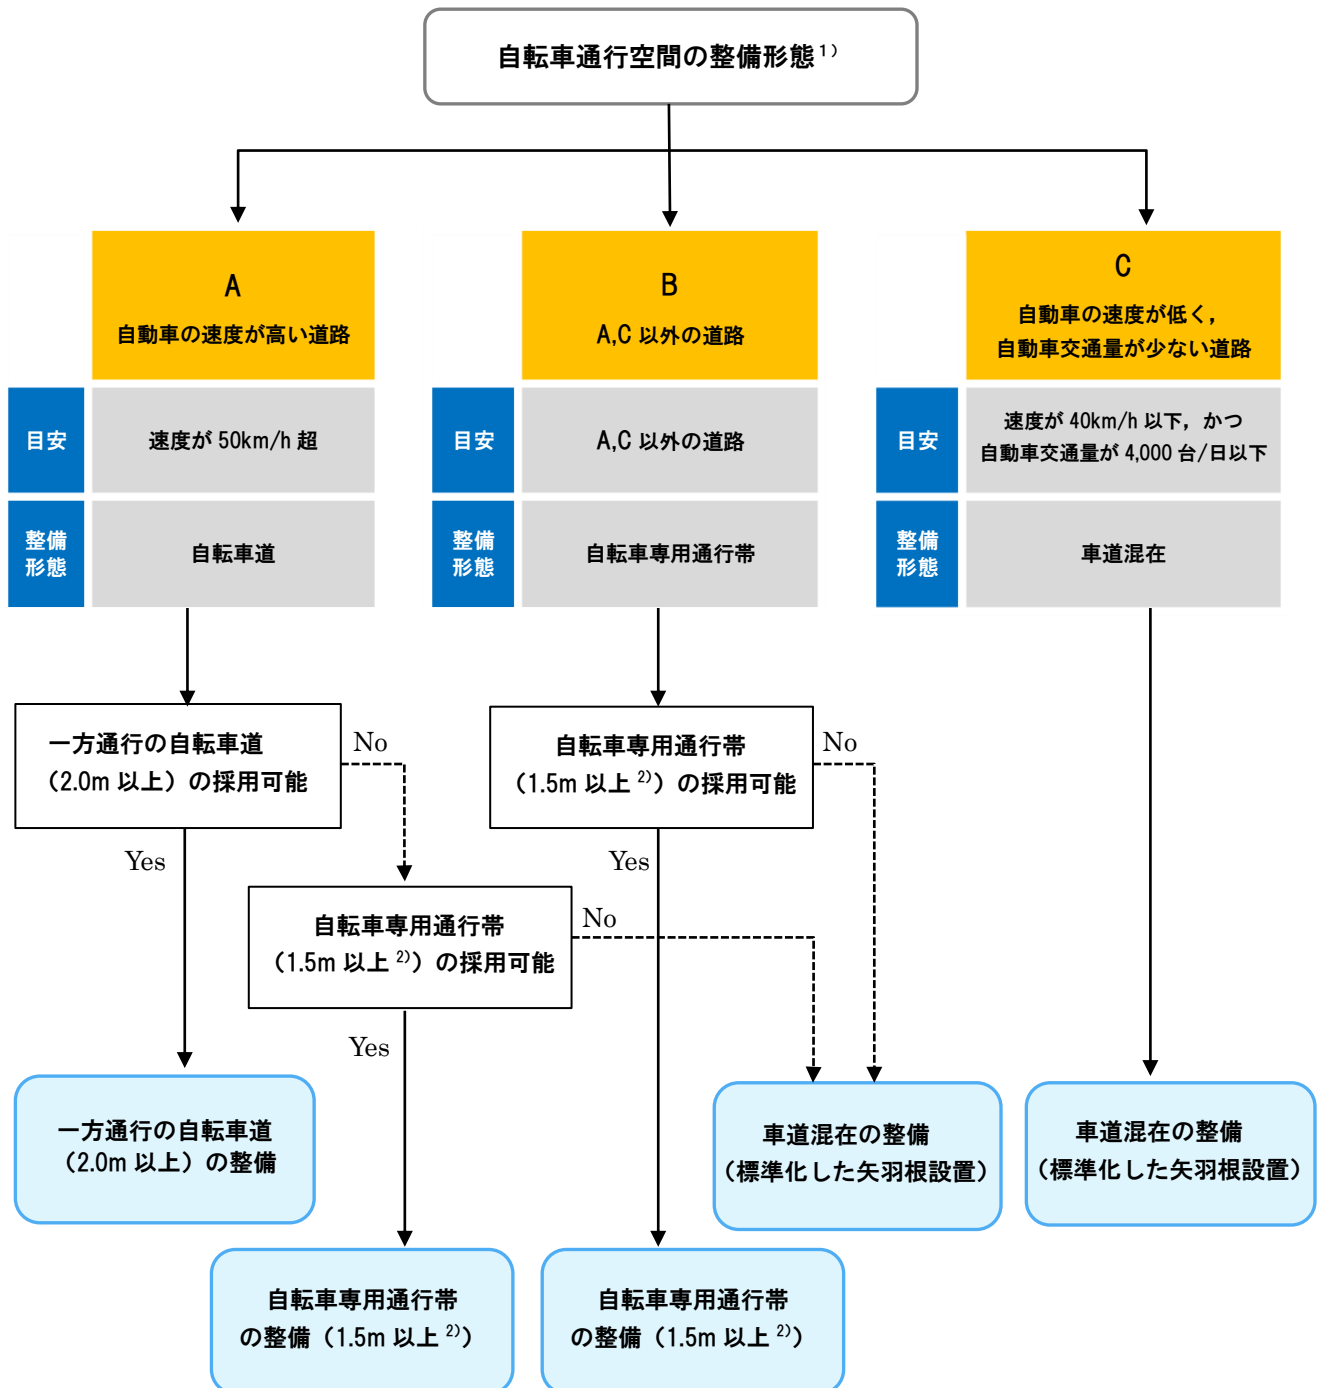 自転車通行空間の整備形態1)
A
自動車の速度が高い道路
目安
速度が 50km/h 超
整備
形態
自転車道
B
A,C 以外の道路
A,C 以外の道路
整備
形態
自転車専用通行帯
C
自動車の速度が低く,
自動車交通量が少ない道路
目安
速度が 40km/h 以下, かつ
自動車交通量が 4,000 台/日以下
整備
形態
車道混在
一方通行の自転車道
(2.0m 以上) の採用可能
No
Yes
自転車専用通行帯
(1.5m 以上 2)) の採用可能
No
Yes
自転車専用通行帯
(1.5m 以上 2)) の採用可能
No
Yes
一方通行の自転車道
(2.0m 以上) の整備
車道混在の整備
(標準化した矢羽根設置)
車道混在の整備
(標準化した矢羽根設置)
自転車専用通行帯
の整備 (1.5m 以上 2))
自転車専用通行帯
の整備 (1.5m 以上 2))
目安